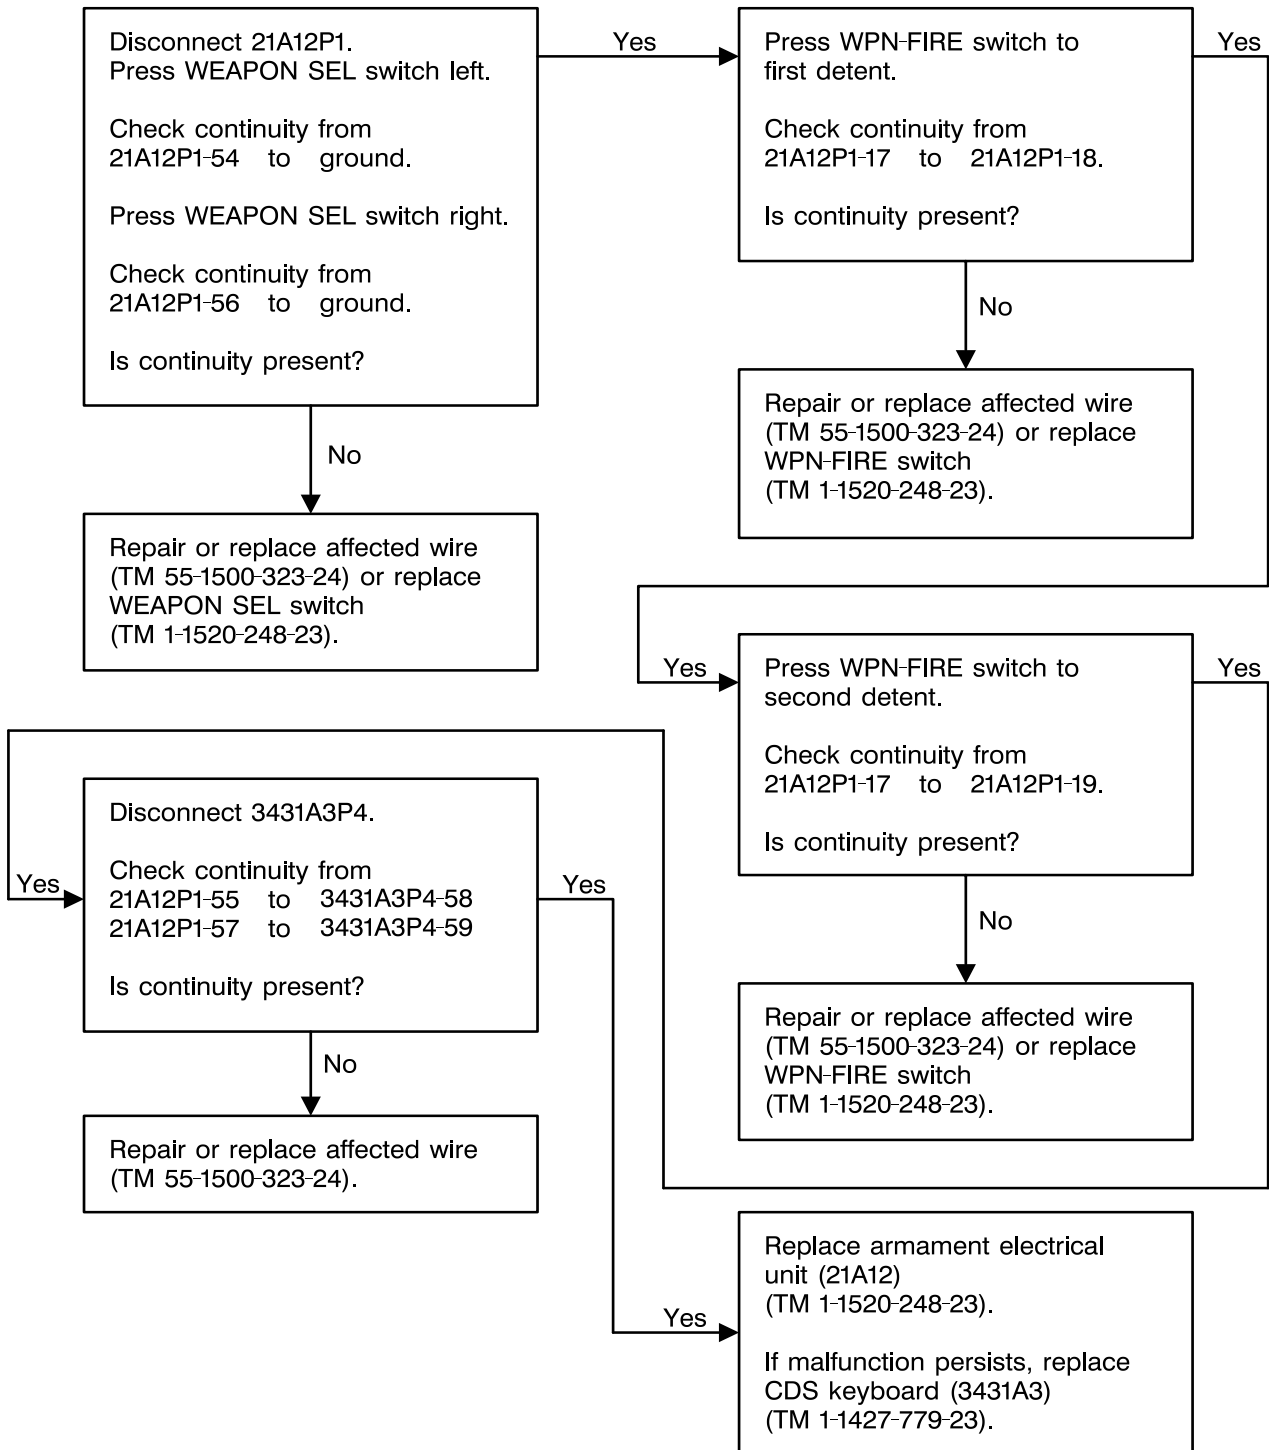 Disconnect 21A12P1.
Press WEAPON SEL switch left.
Check continuity from
21A12P1-54 to ground.
Press WEAPON SEL switch right.
Check continuity from
21A12P1-56 to ground.
Is continuity present?
Yes
Press WPN-FIRE switch to
first detent.
Check continuity from
21A12P1-17 to 21A12P1-18.
Is continuity present?
Yes
No
Repair or replace affected wire
(TM 55-1500-323-24) or replace
WEAPON SEL switch
(TM 1-1520-248-23).
No
Repair or replace affected wire
(TM 55-1500-323-24) or replace
WPN-FIRE switch
(TM 1-1520-248-23).
Yes
Press WPN-FIRE switch to
second detent.
Check continuity from
21A12P1-17 to 21A12P1-19.
Is continuity present?
Yes
No
Repair or replace affected wire
(TM 55-1500-323-24) or replace
WPN-FIRE switch
(TM 1-1520-248-23).
Yes
Disconnect 3431A3P4.
Check continuity from
21A12P1-55 to 3431A3P4-58
21A12P1-57 to 3431A3P4-59
Is continuity present?
Yes
No
Repair or replace affected wire
(TM 55-1500-323-24).
Yes
Replace armament electrical
unit (21A12)
(TM 1-1520-248-23).
If malfunction persists, replace
CDS keyboard (3431A3)
(TM 1-1427-779-23).